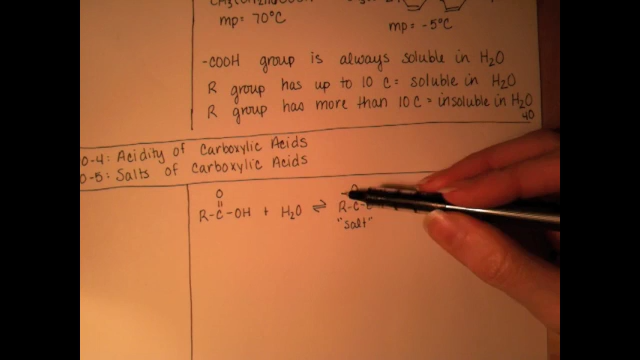 mp= 70°C
mp= -5°C
-COOH group is always soluble in H₂O
R group has up to 10 C = soluble in H₂O
R group has more than 10C = insoluble in H₂O
40
0-4: Acidity of Carboxylic Acids
0-5: Salts of Carboxylic Acids
O
R-C-OH + H₂O ⇌ R-C-
"salt"